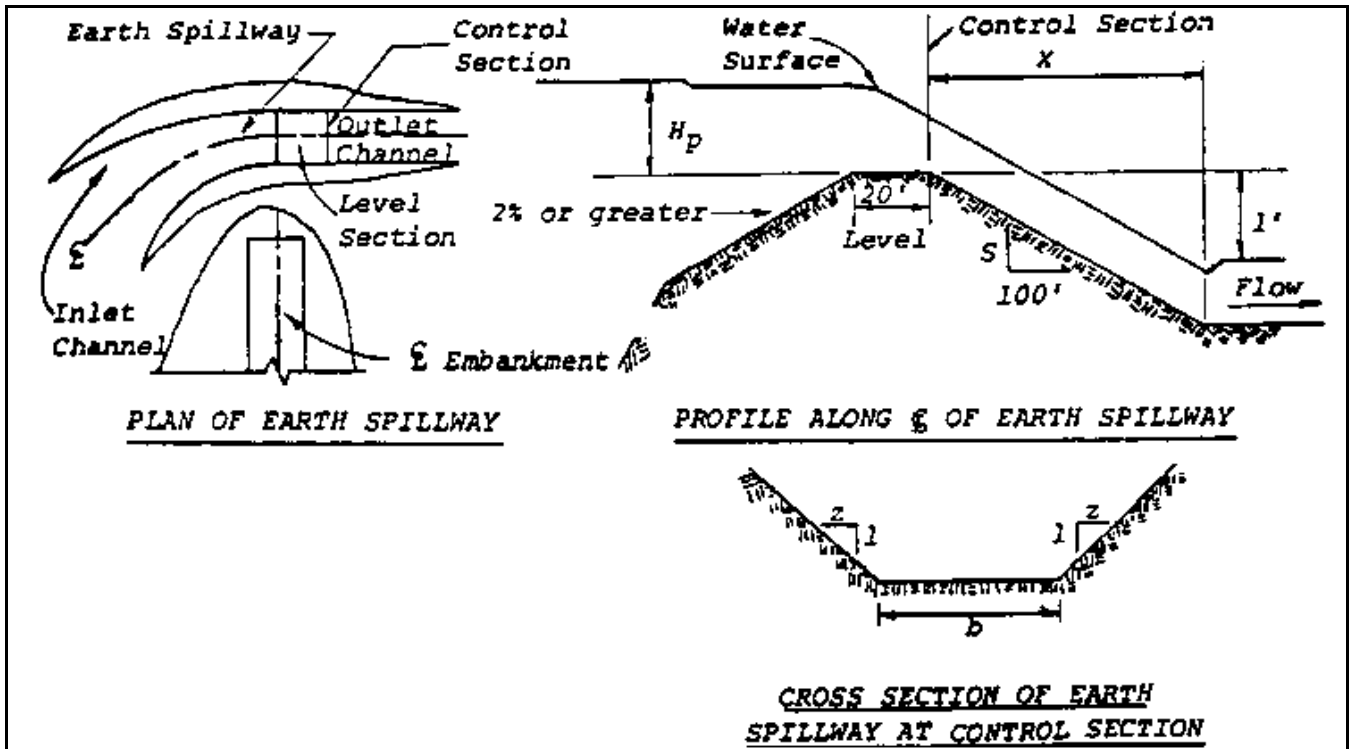 Earth Spillway
Control
Section
Outlet
Channel
Level
Section
℄
Inlet
Channel
℄ Embankment
PLAN OF EARTH SPILLWAY
Water
Surface
Control Section
X
Hp
2% or greater
20'
Level
S
100'
1'
Flow
PROFILE ALONG ℄ OF EARTH SPILLWAY
z
1
z
1
b
CROSS SECTION OF EARTH
SPILLWAY AT CONTROL SECTION